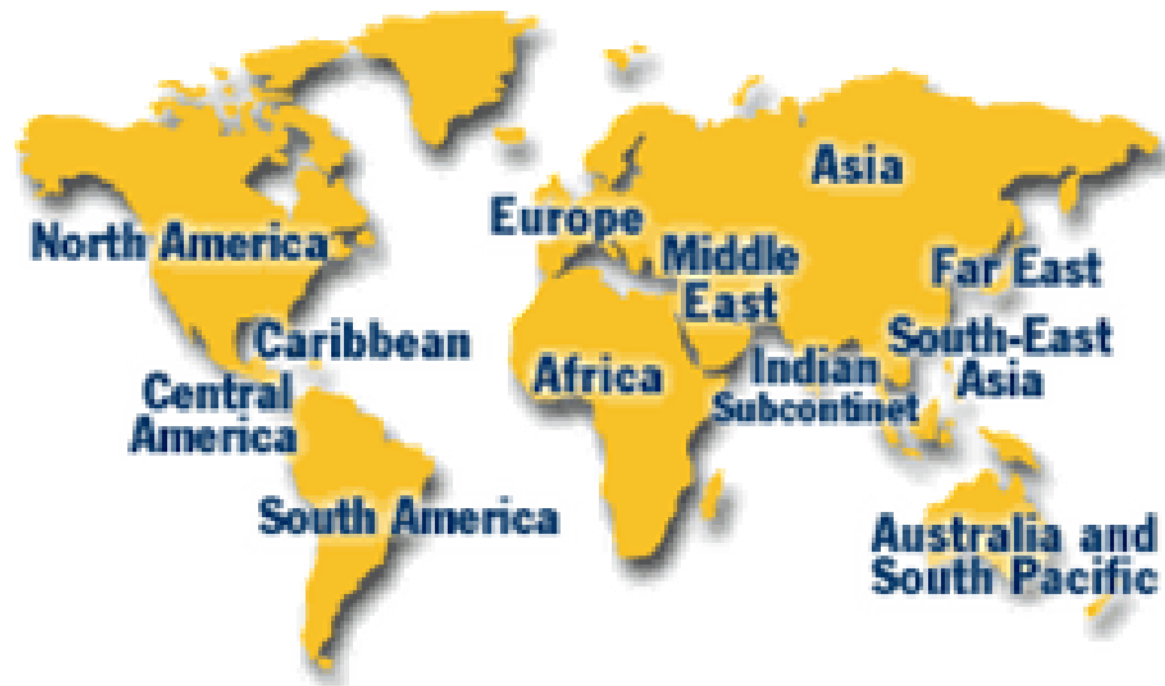 Asia
Europe
North America
Middle
East
Far East
Caribbean
South-East
Asia
Africa
Indian
Subcontinet
Central
America
South America
Australia and
South Pacific